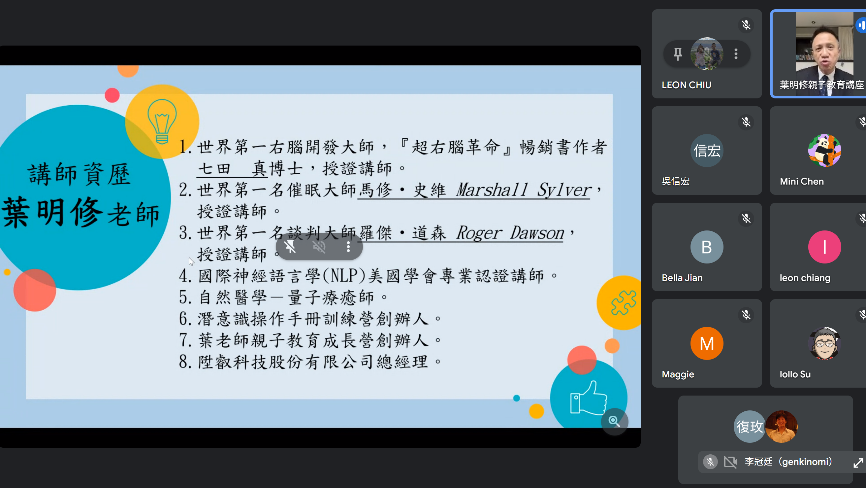 講師資歷
葉明修老師
1.世界第一右腦開發大師，『超右腦革命』暢銷書作者
七田　真博士，授證講師。
2.世界第一名催眠大師馬修・史維 Marshall Sylver，
授證講師。
3.世界第一名談判大師羅傑・道森 Roger Dawson，
授證講師。
4.國際神經語言學(NLP)美國學會專業認證講師。
5.自然醫學－量子療癒師。
6.潛意識操作手冊訓練營創辦人。
7.葉老師親子教育成長營創辦人。
8.陞叡科技股份有限公司總經理。
LEON CHIU
葉明修親子教育講座
信宏
吳信宏
Mini Chen
B
Bella Jian
l
leon chiang
M
Maggie
lollo Su
復玫
李冠廷（genkinomi）